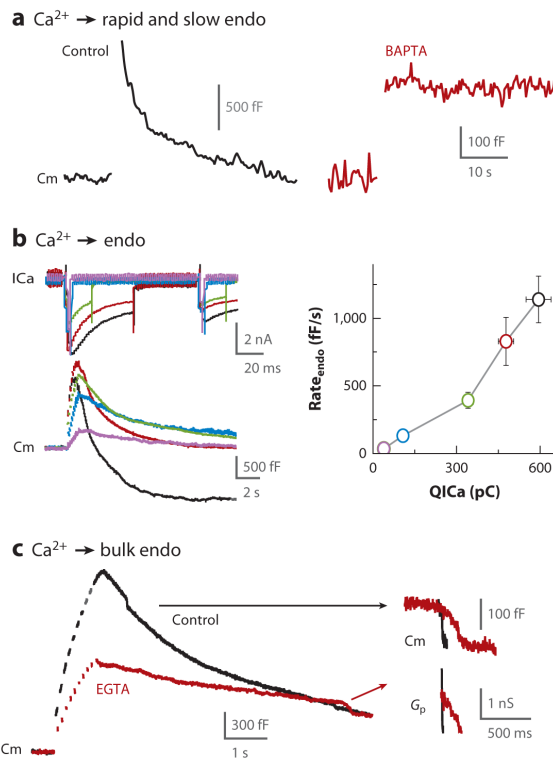 a Ca2+ → rapid and slow endo
Control
BAPTA
500 fF
100 fF
10 s
Cm
b Ca2+ → endo
ICa
2 nA
20 ms
Cm
500 fF
2 s
Rateendo (fF/s)
1,000
500
0
0 300 600
QICa (pC)
c Ca2+ → bulk endo
Control
EGTA
Cm
300 fF
1 s
100 fF
Cm
Gp
1 nS
500 ms